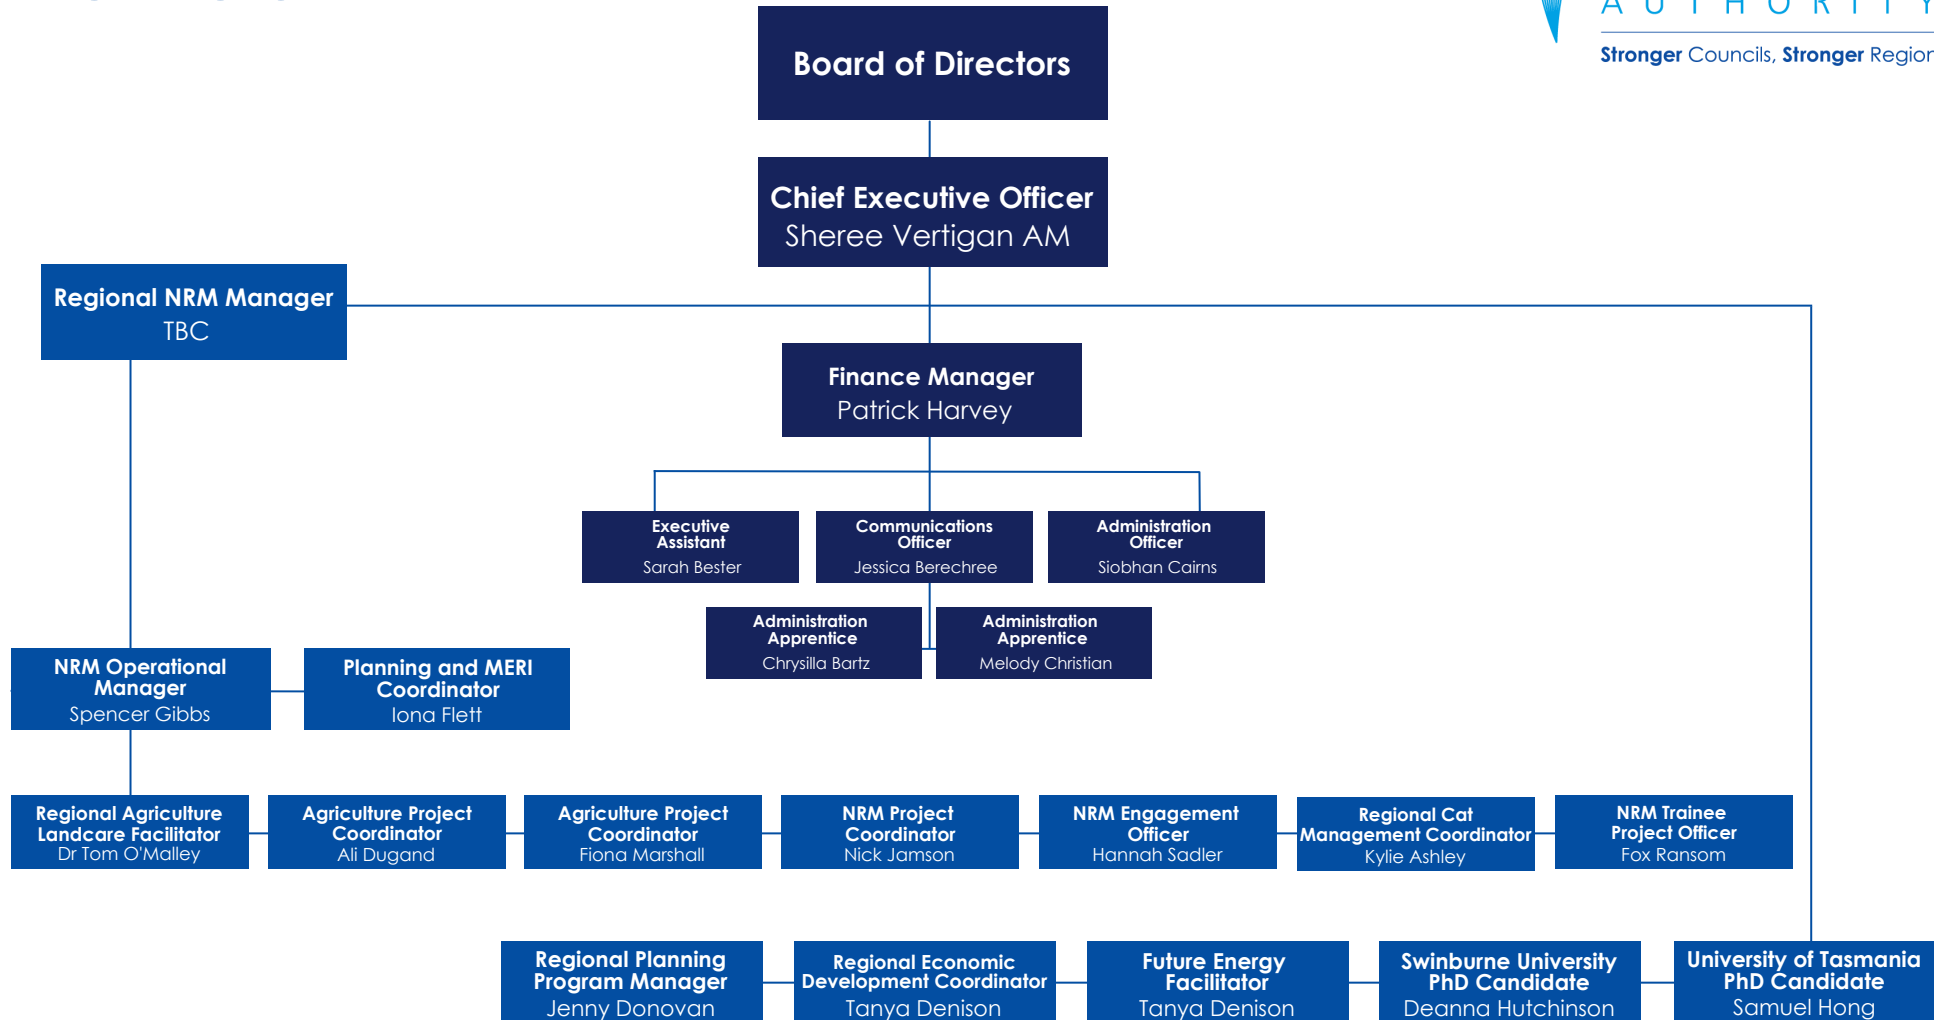 AUTHORITY
Stronger Councils, Stronger Region
Board of Directors
Chief Executive Officer
Sheree Vertigan AM
Regional NRM Manager
TBC
Finance Manager
Patrick Harvey
Executive
Assistant
Sarah Bester
Communications
Officer
Jessica Berechree
Administration
Officer
Siobhan Cairns
Administration
Apprentice
Chrysilla Bartz
Administration
Apprentice
Melody Christian
NRM Operational
Manager
Spencer Gibbs
Planning and MERI
Coordinator
Iona Flett
Regional Agriculture
Landcare Facilitator
Dr Tom O'Malley
Agriculture Project
Coordinator
Ali Dugand
Agriculture Project
Coordinator
Fiona Marshall
NRM Project
Coordinator
Nick Jamson
NRM Engagement
Officer
Hannah Sadler
Regional Cat
Management Coordinator
Kylie Ashley
NRM Trainee
Project Officer
Fox Ransom
Regional Planning
Program Manager
Jenny Donovan
Regional Economic
Development Coordinator
Tanya Denison
Future Energy
Facilitator
Tanya Denison
Swinburne University
PhD Candidate
Deanna Hutchinson
University of Tasmania
PhD Candidate
Samuel Hong